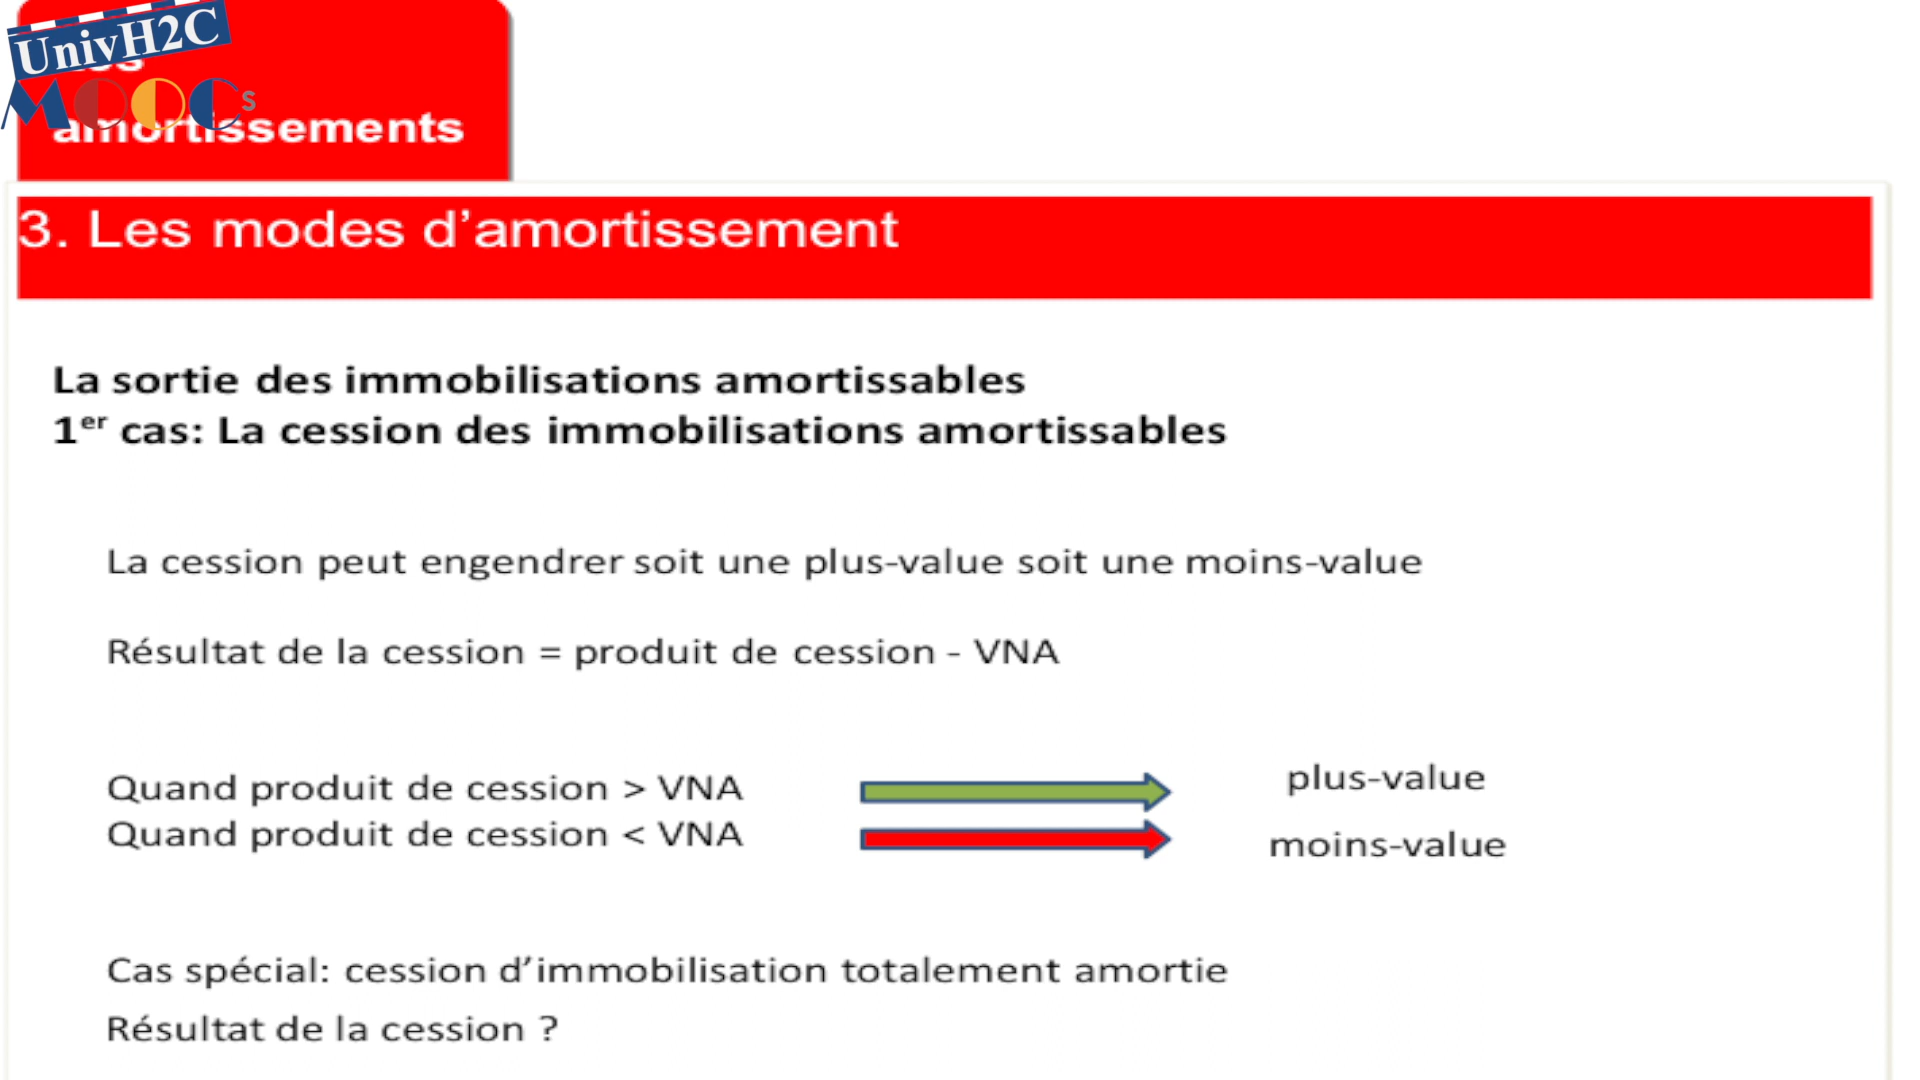 UnivH2C
MOOCs
amortissements
3. Les modes d’amortissement
La sortie des immobilisations amortissables
1er cas: La cession des immobilisations amortissables
La cession peut engendrer soit une plus-value soit une moins-value
Résultat de la cession = produit de cession - VNA
Quand produit de cession > VNA
plus-value
Quand produit de cession < VNA
moins-value
Cas spécial: cession d’immobilisation totalement amortie
Résultat de la cession ?